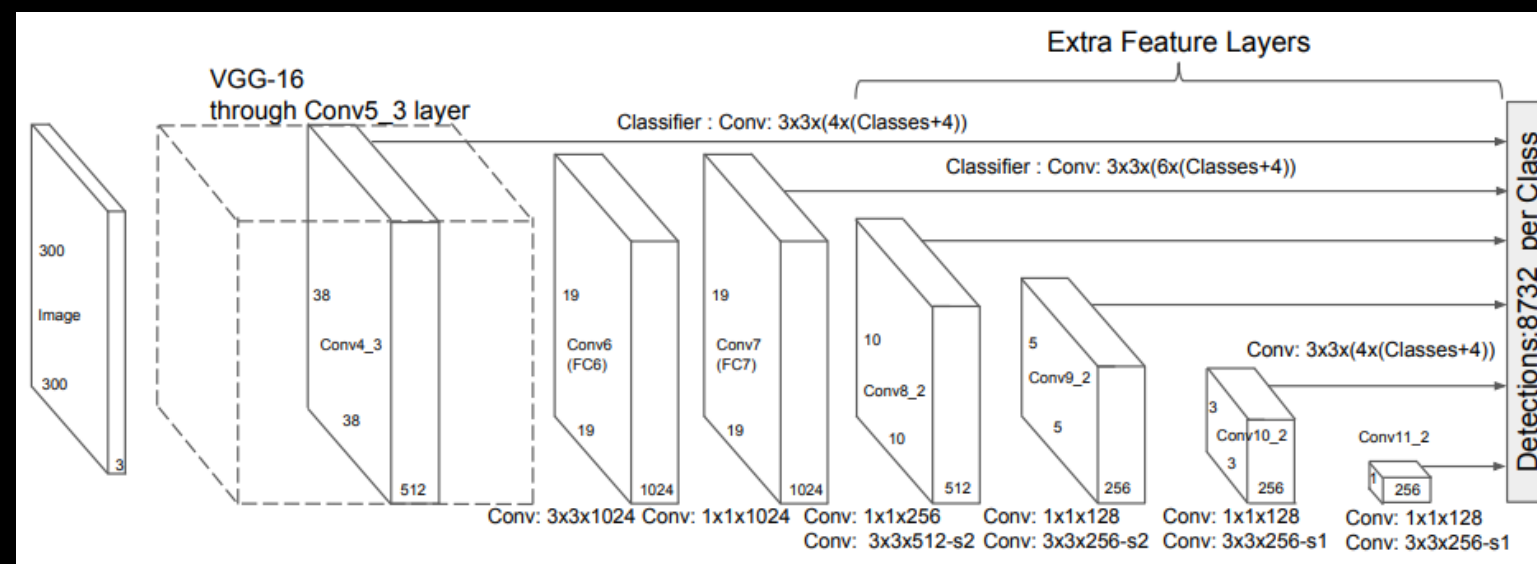 Extra Feature Layers
VGG-16
through Conv5_3 layer
Classifier : Conv: 3x3x(4x(Classes+4))
Classifier : Conv: 3x3x(6x(Classes+4))
300
Image
300
3
38
Conv4_3
38
512
19
Conv6
(FC6)
19
1024
19
Conv7
(FC7)
19
1024
10
Conv8_2
10
512
5
Conv9_2
5
256
Conv: 3x3x(4x(Classes+4))
3
Conv10_2
3
256
Conv11_2
1
256
Detections:8732 per Class
Conv: 3x3x1024
Conv: 1x1x1024
Conv: 1x1x256
Conv: 3x3x512-s2
Conv: 1x1x128
Conv: 3x3x256-s2
Conv: 1x1x128
Conv: 3x3x256-s1
Conv: 1x1x128
Conv: 3x3x256-s1